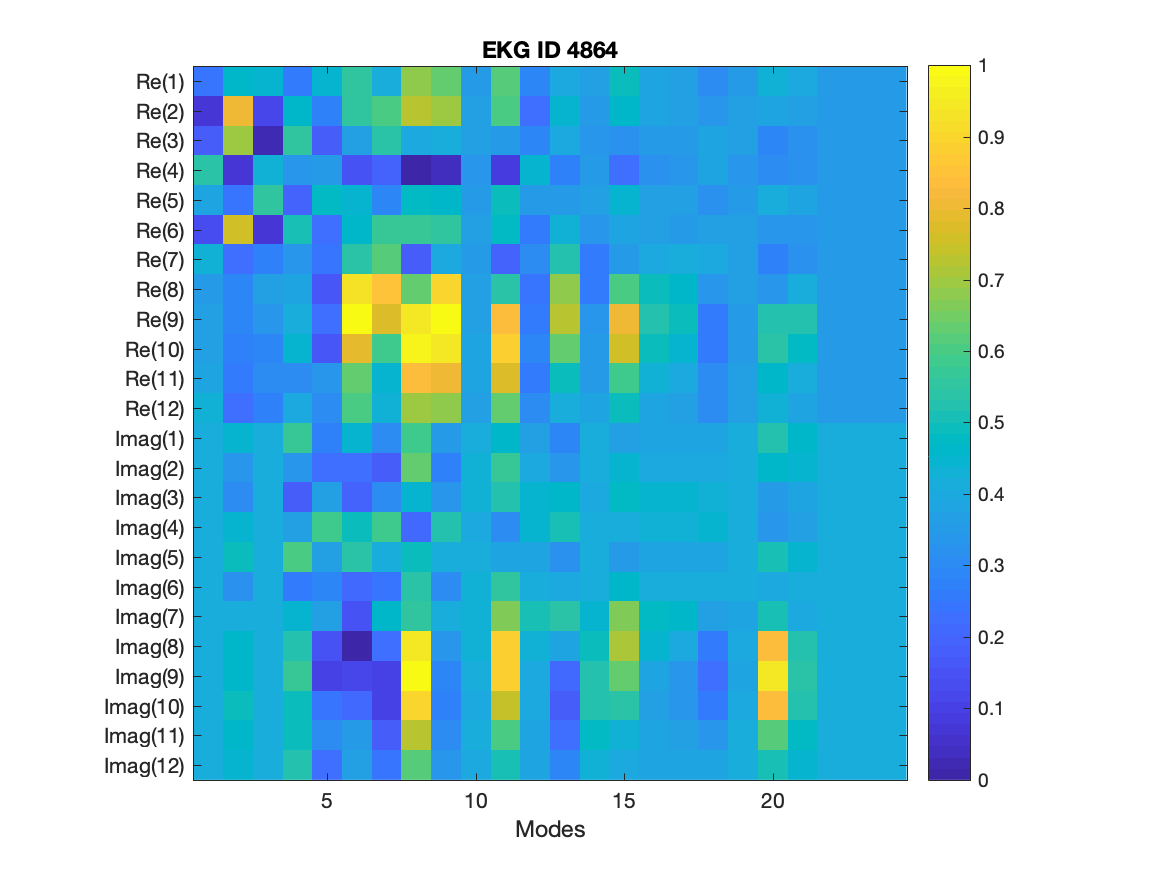 EKG ID 4864
Re(1)
Re(2)
Re(3)
Re(4)
Re(5)
Re(6)
Re(7)
Re(8)
Re(9)
Re(10)
Re(11)
Re(12)
Imag(1)
Imag(2)
Imag(3)
Imag(4)
Imag(5)
Imag(6)
Imag(7)
Imag(8)
Imag(9)
Imag(10)
Imag(11)
Imag(12)
5 10 15 20
Modes
1
0.9
0.8
0.7
0.6
0.5
0.4
0.3
0.2
0.1
0